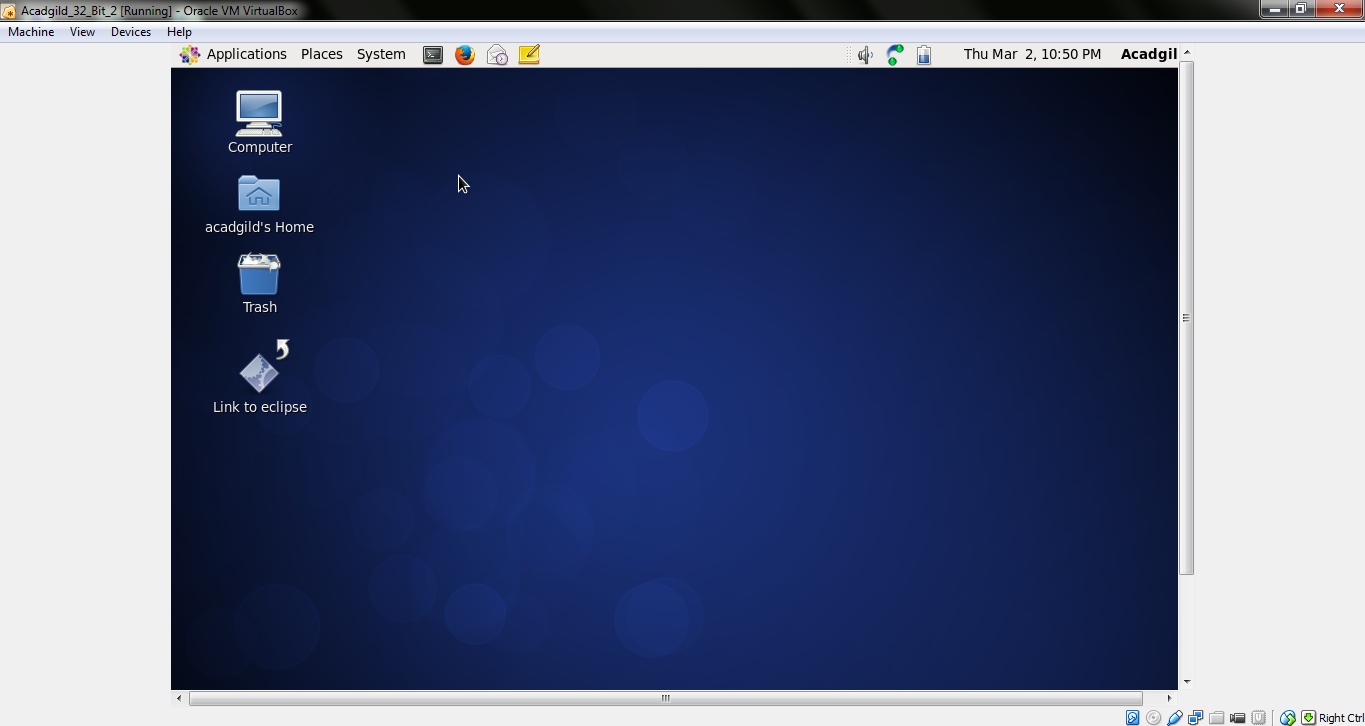 Acadgild_32_Bit_2 [Running] - Oracle VM VirtualBox
Machine View Devices Help
Applications Places System Thu Mar 2, 10:50 PM Acadgil
Computer
acadgild's Home
Trash
Link to eclipse
Right Ctrl